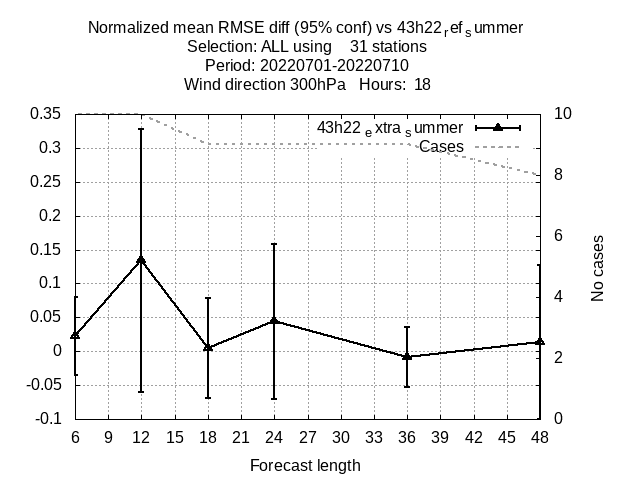 Normalized mean RMSE diff (95% conf) vs 43h22ref summer
Selection: ALL using 31 stations
Period: 20220701-20220710
Wind direction 300hPa Hours: 18
43h22extrasummer
Cases
0.35
0.3
0.25
0.2
0.15
0.1
0.05
0
-0.05
-0.1
10
8
6
4
2
0
No cases
6 9 12 15 18 21 24 27 30 33 36 39 42 45 48
Forecast length